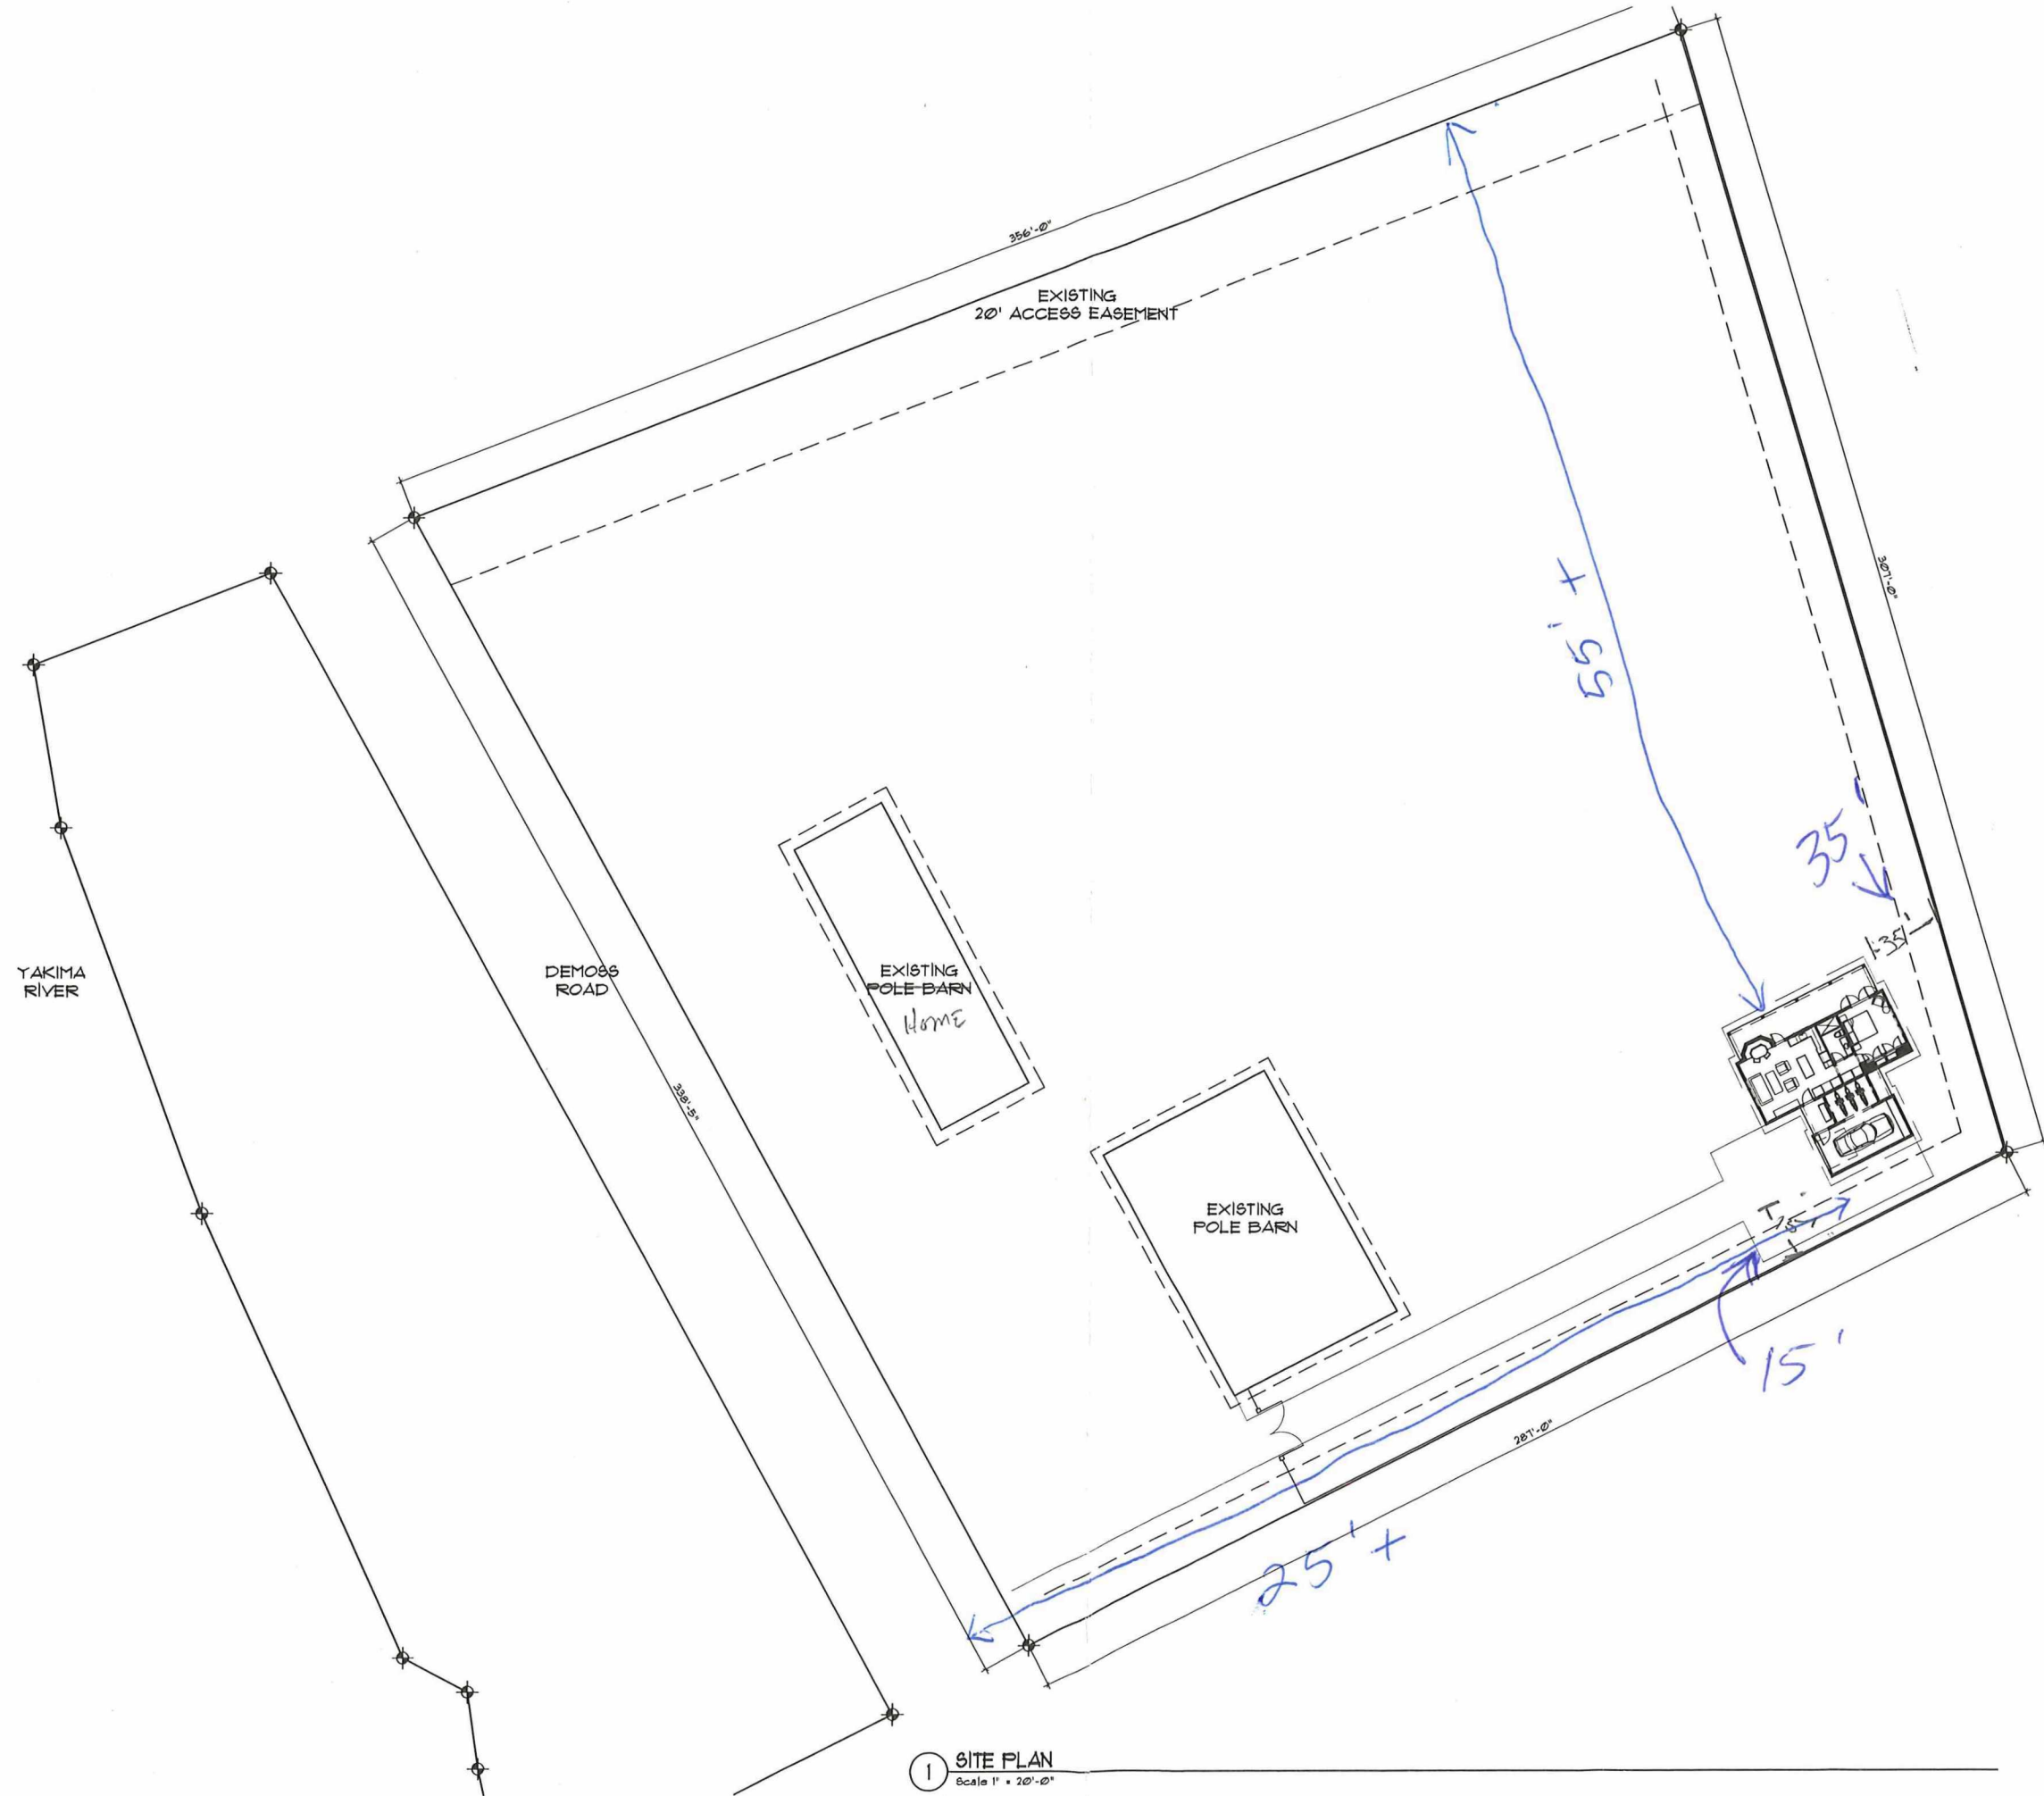 356'-0"
EXISTING
20' ACCESS EASEMENT
307'-0"
55' +
35'
35'
YAKIMA
RIVER
DEMOSS
ROAD
EXISTING
POLE BARN
HOME
338'-5"
EXISTING
POLE BARN
15'
15'
287'-0"
25' +
1
SITE PLAN
Scale 1" = 20'-0"